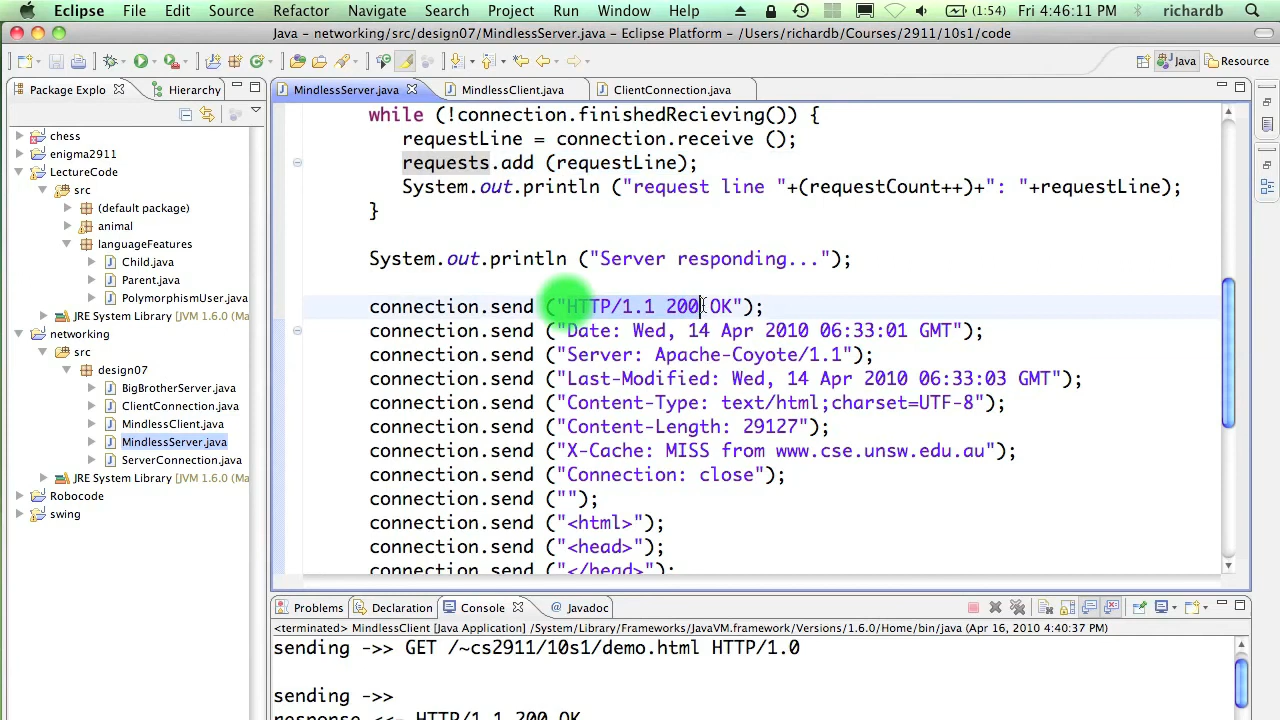 Eclipse File Edit Source Refactor Navigate Search Project Run Window Help (1:54) Fri 4:46:11 PM richardb
Java – networking/src/design07/MindlessServer.java – Eclipse Platform – /Users/richardb/Courses/2911/10s1/code
Java Resource
Package Explo Hierarchy
MindlessServer.java MindlessClient.java ClientConnection.java
chess
enigma2911
LectureCode
src
(default package)
animal
languageFeatures
Child.java
Parent.java
PolymorphismUser.java
JRE System Library [JVM 1.6.0 (Ma
networking
src
design07
BigBrotherServer.java
ClientConnection.java
MindlessClient.java
MindlessServer.java
ServerConnection.java
JRE System Library [JVM 1.6.0 (Ma
Robocode
swing
while (!connection.finishedRecieving()) {
requestLine = connection.receive ();
requests.add (requestLine);
System.out.println ("request line "+(requestCount++)+": "+requestLine);
}
System.out.println ("Server responding...");
connection.send ("HTTP/1.1 200 OK");
connection.send ("Date: Wed, 14 Apr 2010 06:33:01 GMT");
connection.send ("Server: Apache-Coyote/1.1");
connection.send ("Last-Modified: Wed, 14 Apr 2010 06:33:03 GMT");
connection.send ("Content-Type: text/html;charset=UTF-8");
connection.send ("Content-Length: 29127");
connection.send ("X-Cache: MISS from www.cse.unsw.edu.au");
connection.send ("Connection: close");
connection.send ("");
connection.send ("<html>");
connection.send ("<head>");
connection.send ("</head>");
Problems Declaration Console Javadoc
<terminated> MindlessClient [Java Application] /System/Library/Frameworks/JavaVM.framework/Versions/1.6.0/Home/bin/java (Apr 16, 2010 4:40:37 PM)
sending ->> GET /~cs2911/10s1/demo.html HTTP/1.0
sending ->>
response <<- HTTP/1.1 200 OK